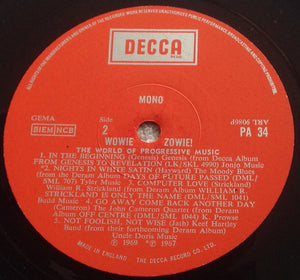 ALL RIGHTS OF THE MANUFACTURER AND OF THE OWNER OF THE RECORDED WORK RESERVED UNAUTHORISED PUBLIC PERFORMANCE BROADCASTING AND COPYING OF THIS RECORD PROHIBITED
DECCA
MONO
GEMA
BIEM NCB
Side
2
ARL 9086P
PA 34
WOWIE ZOWIE!
THE WORLD OF PROGRESSIVE MUSIC
1. IN THE BEGINNING (Genesis) Genesis (from Decca Album
FROM GENESIS TO REVELATION (LK/SKL 4990) Jonjo Music
2. NIGHTS IN WHITE SATIN (Hayward) The Moody Blues
(from the Deram Album DAYS OF FUTURE PASSED (DML/
SML 707) Tyler Music 3. COMPUTER LOVER (Strickland)
William R. Strickland (from Deram ALBUM WILLIAM R.
STRICKLAND IS ONLY THE NAME (DML/SML 1041)
Build Music 4. GO AWAY COME BACK ANOTHER DAY
(Cameron) The John Cameron Quartet (from Deram
Album OFF CENTRE (DML/SML 1044) K. Prowse
5. NOT FOOLISH, NOT WISE (Jath) Keef Hartley
Band (from their forthcoming Deram Album)
Uncle Doris Music
℗ 1969 ℗ 1967
MADE IN ENGLAND THE DECCA RECORD CO. LTD.